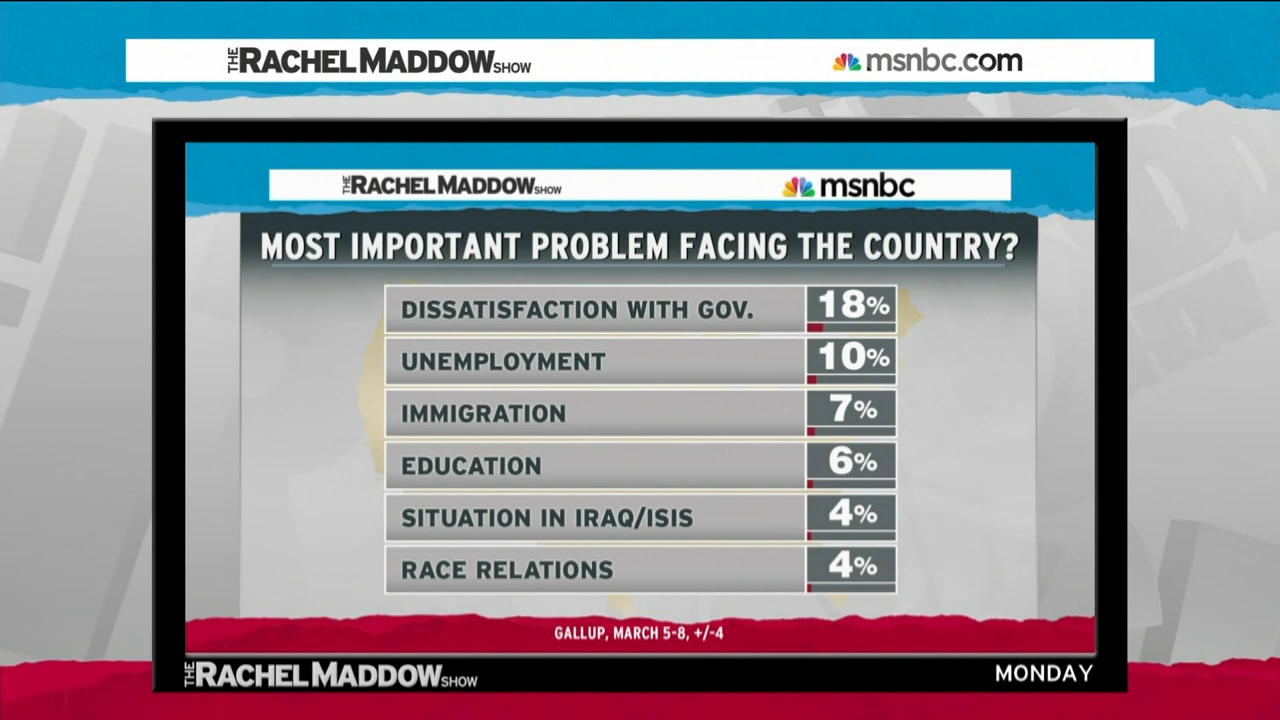 THE RACHEL MADDOW SHOW
msnbc.com
THE RACHEL MADDOW SHOW
msnbc
MOST IMPORTANT PROBLEM FACING THE COUNTRY?
DISSATISFACTION WITH GOV. 18%
UNEMPLOYMENT 10%
IMMIGRATION 7%
EDUCATION 6%
SITUATION IN IRAQ/ISIS 4%
RACE RELATIONS 4%
GALLUP, MARCH 5-8, +/-4
THE RACHEL MADDOW SHOW
MONDAY